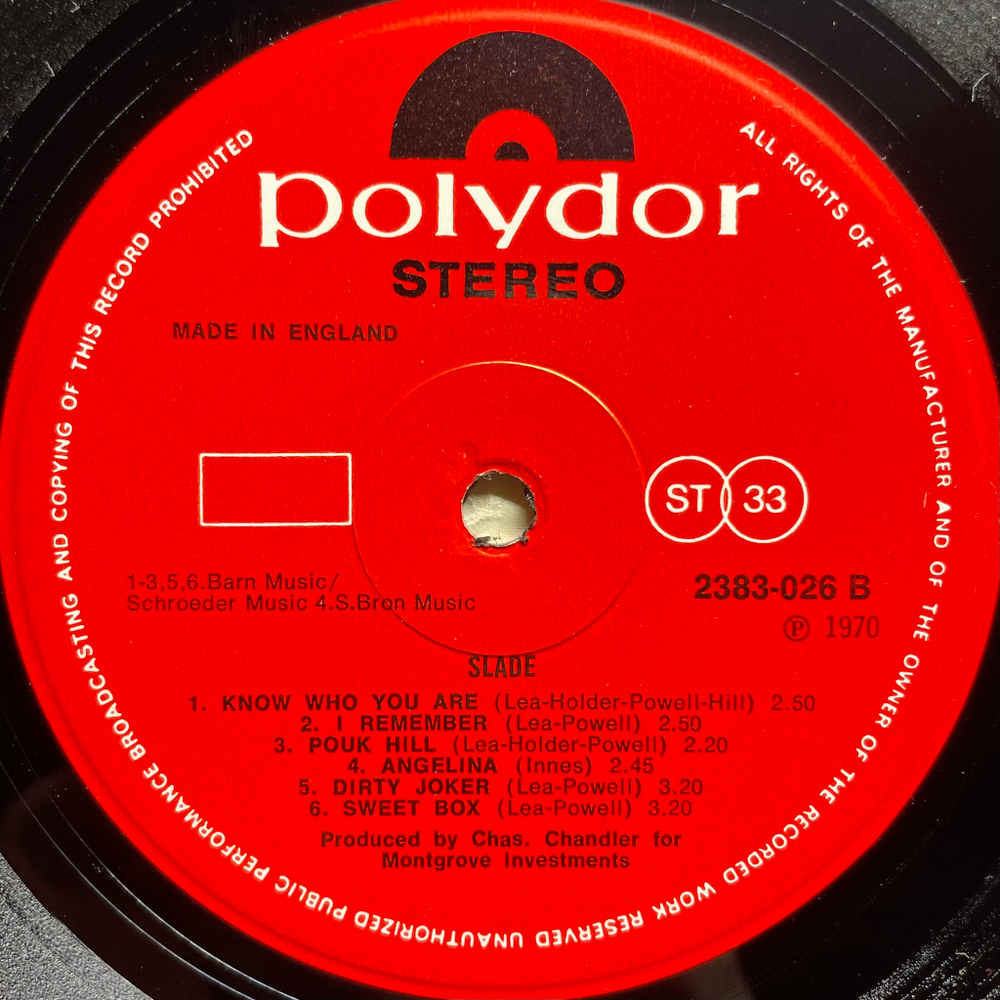 polydor
STEREO
MADE IN ENGLAND
ST 33
1-3,5,6.Barn Music/
Schroeder Music 4.S.Bron Music
2383-026 B
Ⓟ 1970
SLADE
1. KNOW WHO YOU ARE (Lea-Holder-Powell-Hill) 2.50
2. I REMEMBER (Lea-Powell) 2.50
3. POUK HILL (Lea-Holder-Powell) 2.20
4. ANGELINA (Innes) 2.45
5. DIRTY JOKER (Lea-Powell) 3.20
6. SWEET BOX (Lea-Powell) 3.20
Produced by Chas. Chandler for
Montgrove Investments
ALL RIGHTS OF THE MANUFACTURER AND OF THE OWNER OF THE RECORDED WORK RESERVED UNAUTHORIZED PUBLIC PERFORMANCE BROADCASTING AND COPYING OF THIS RECORD PROHIBITED